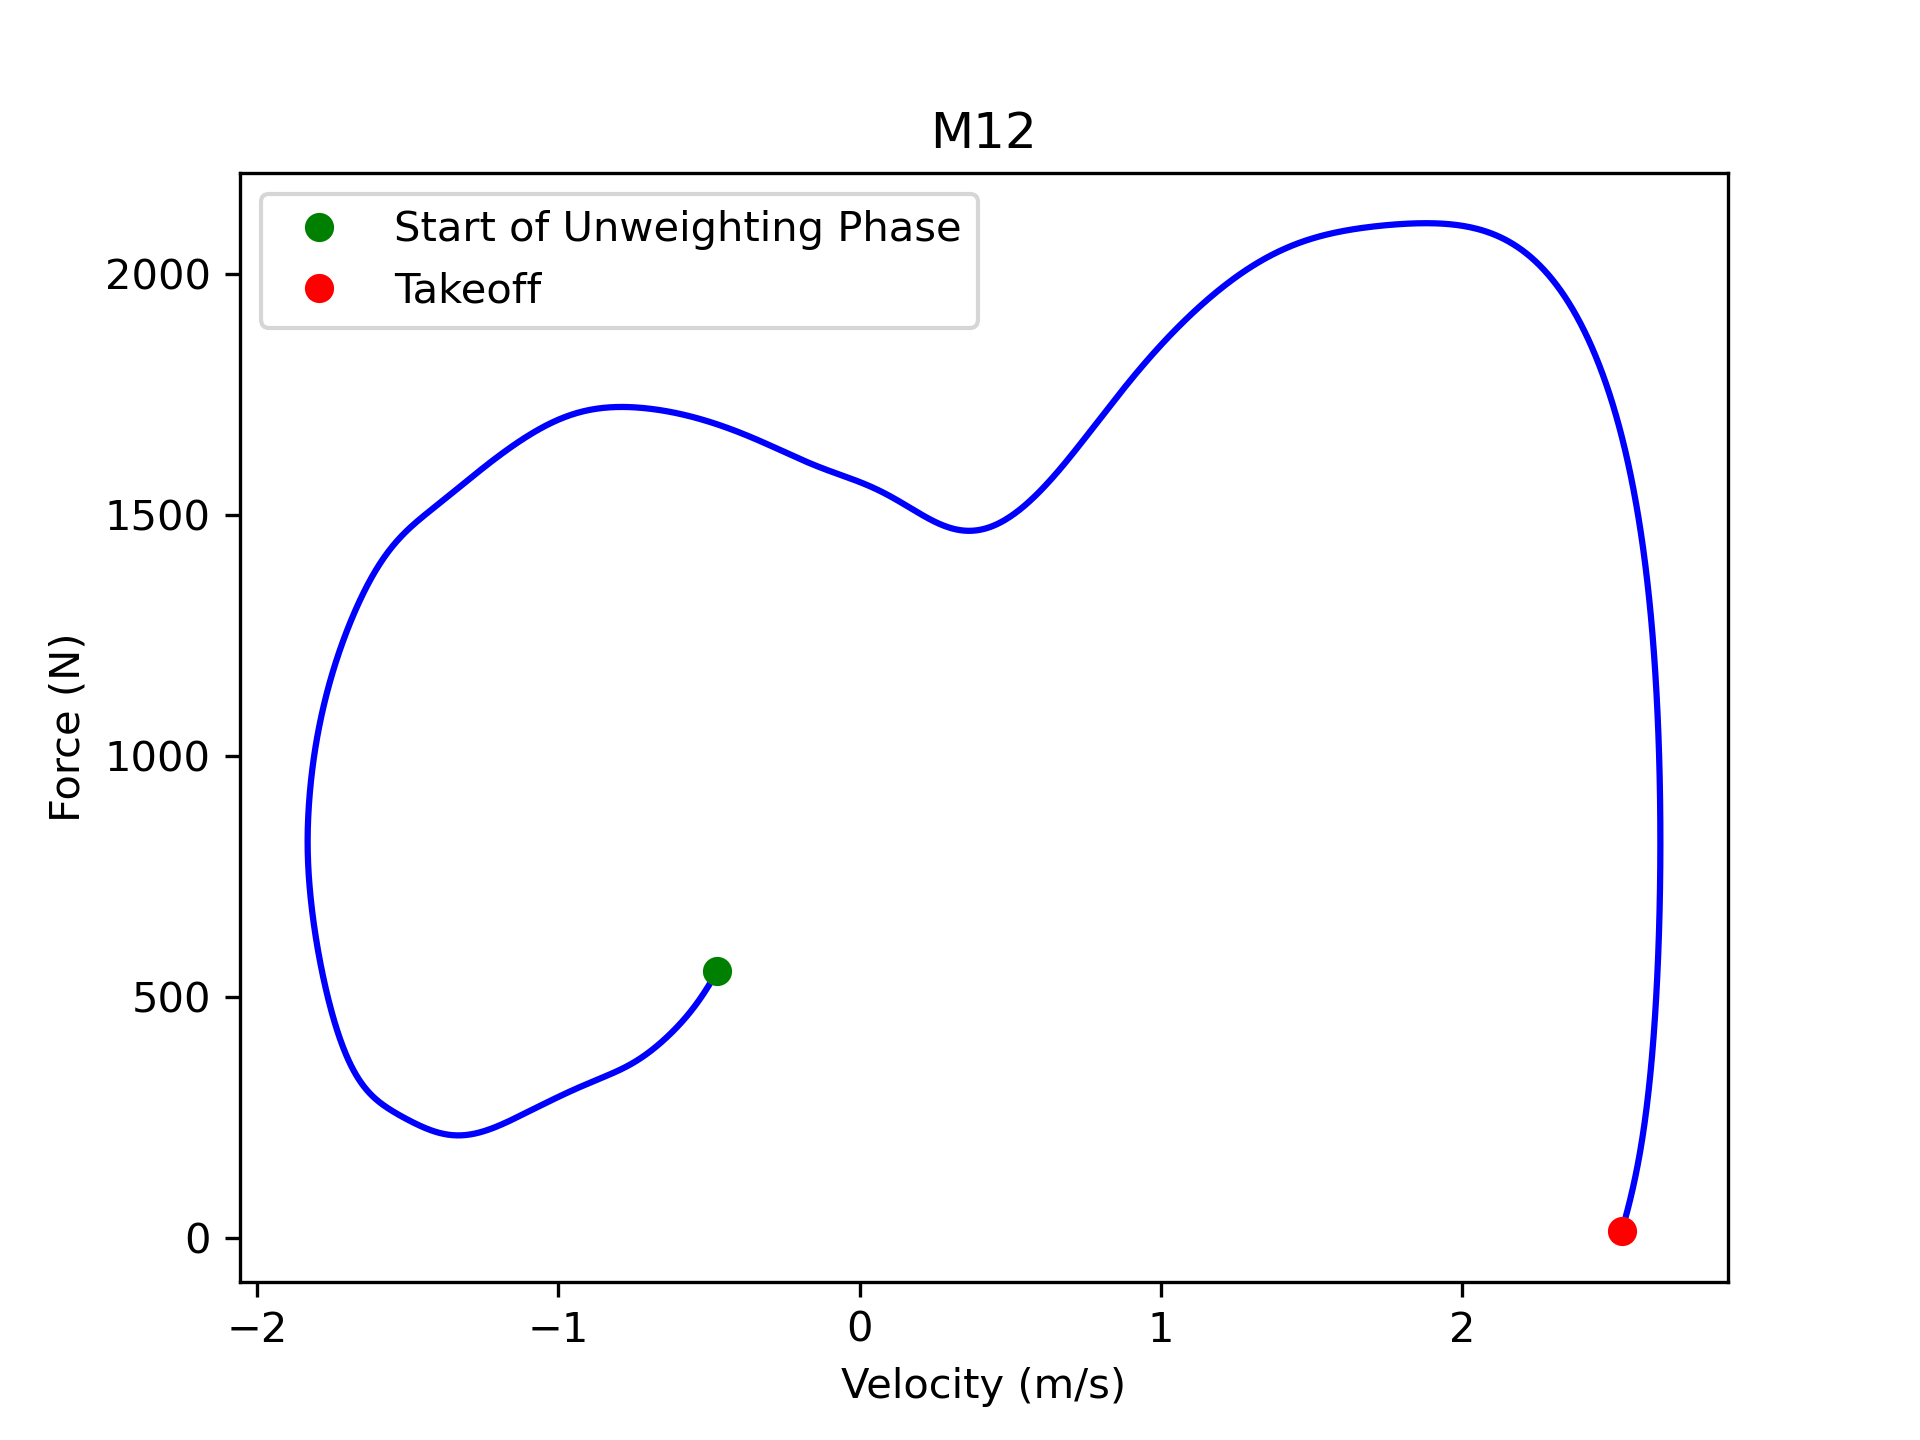 M12
Start of Unweighting Phase
Takeoff
2000
1500
1000
500
0
Force (N)
−2 −1 0 1 2
Velocity (m/s)